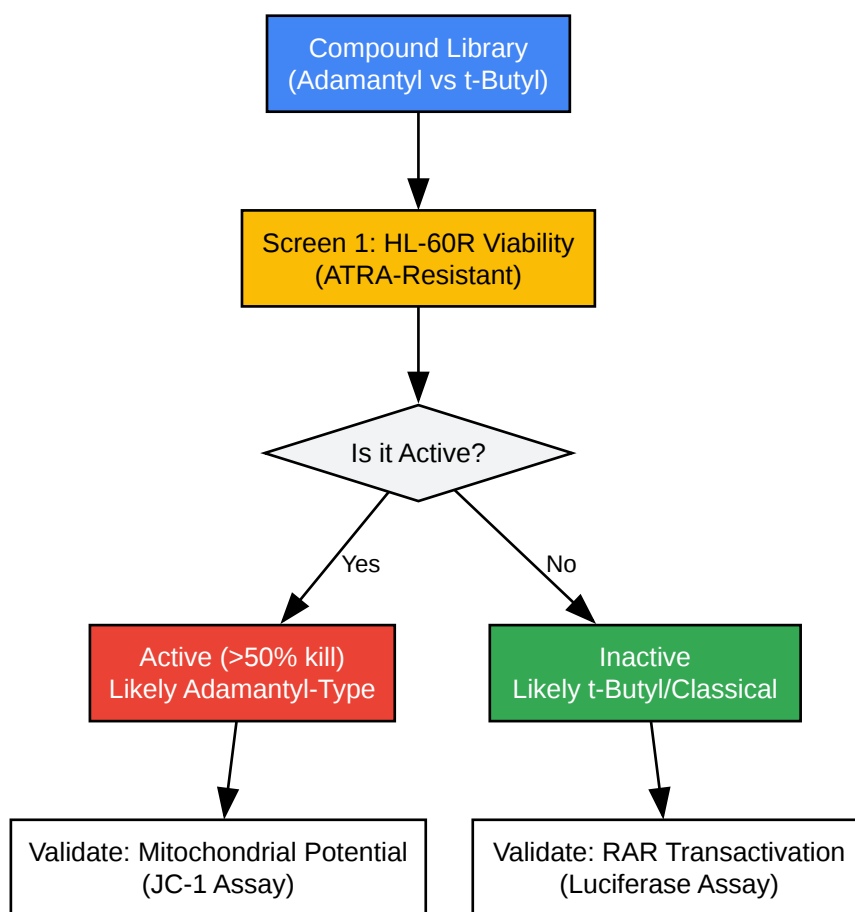 Compound Library
(Adamantyl vs t-Butyl)
Screen 1: HL-60R Viability
(ATRA-Resistant)
Is it Active?
Yes
No
Active (>50% kill)
Likely Adamantyl-Type
Inactive
Likely t-Butyl/Classical
Validate: Mitochondrial Potential
(JC-1 Assay)
Validate: RAR Transactivation
(Luciferase Assay)